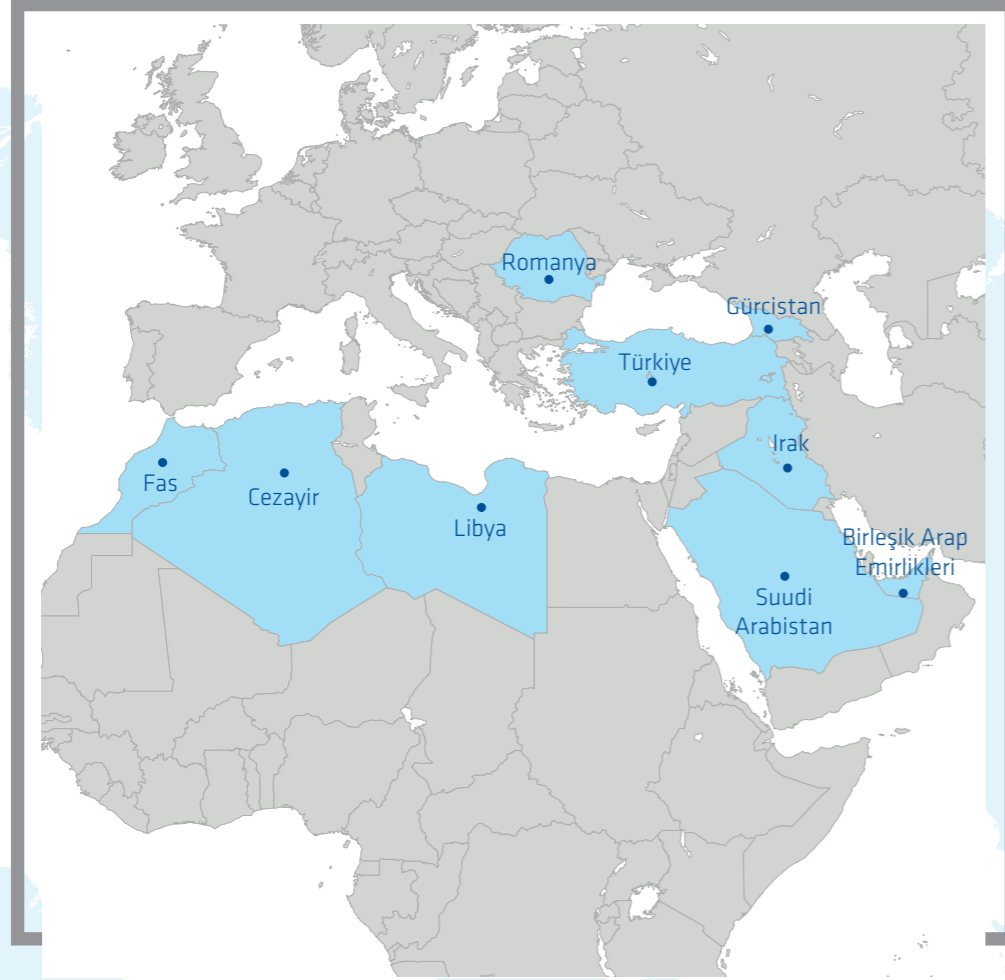 Romanya
Gürcistan
Türkiye
Irak
Fas
Cezayir
Libya
Birleşik Arap
Emirlikleri
Suudi
Arabistan